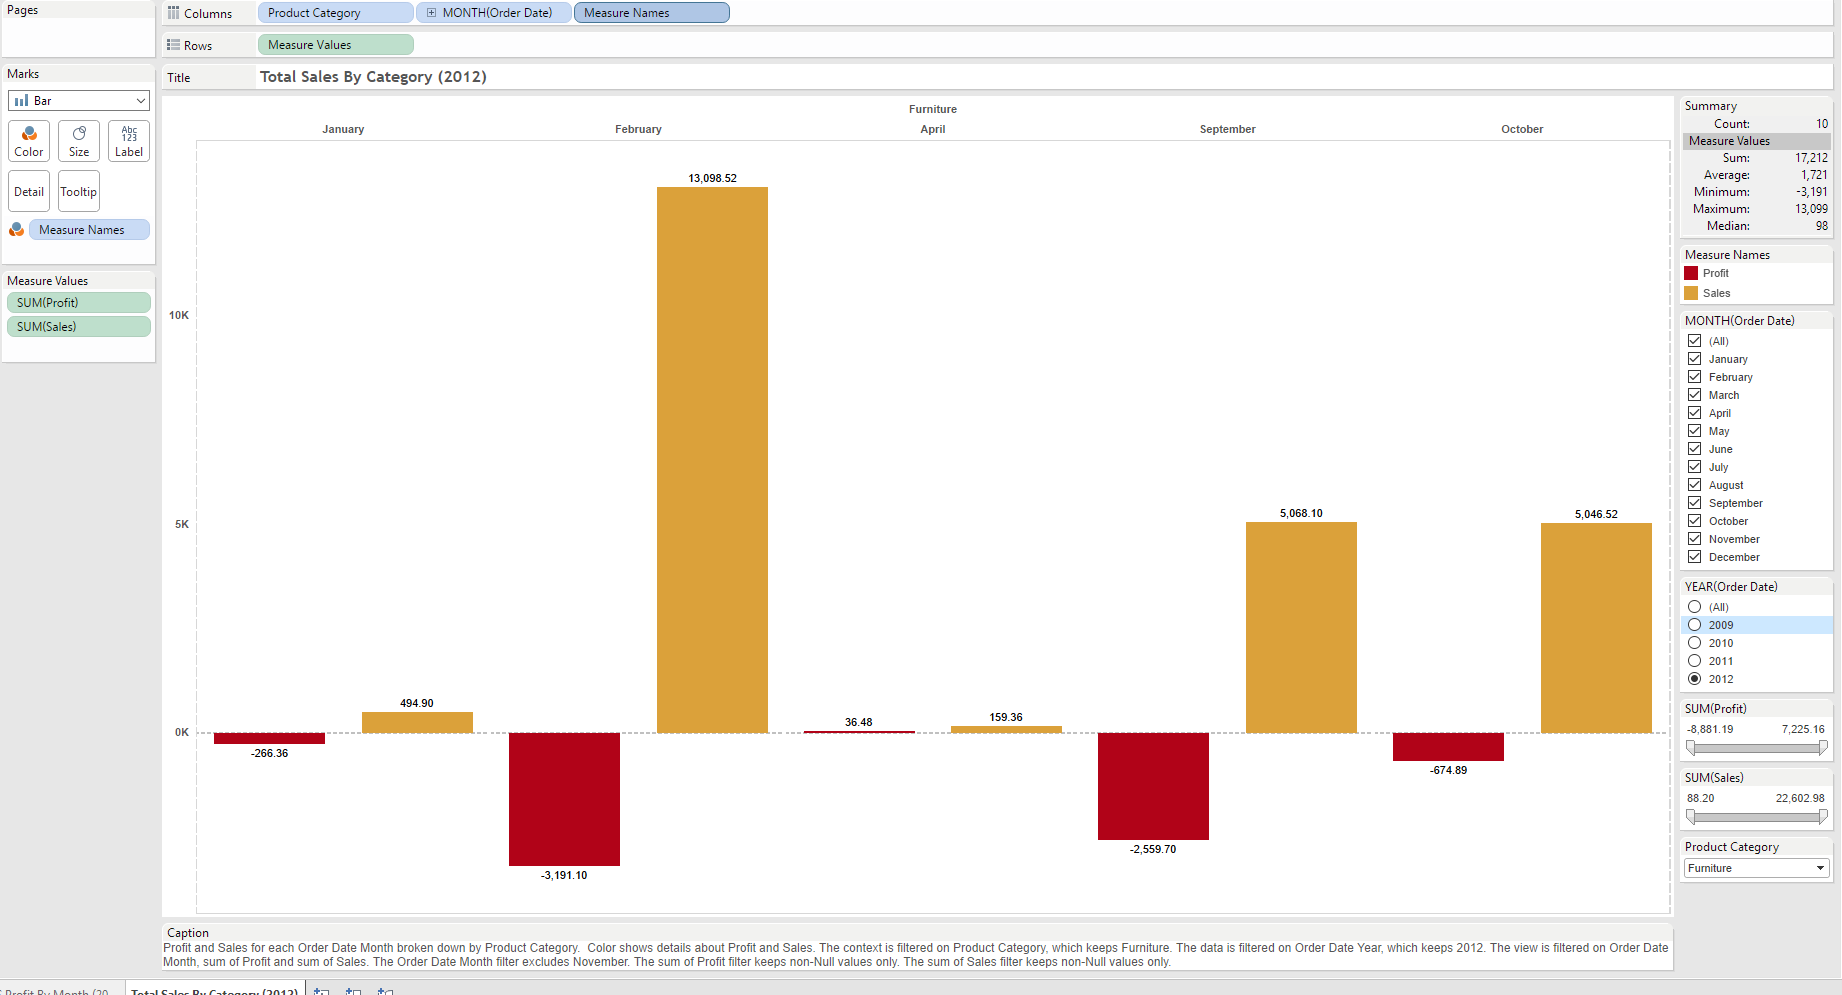 Pages
Columns
Product Category
MONTH(Order Date)
Measure Names
Rows
Measure Values
Marks
Bar
Color
Size
Abc
123
Label
Detail
Tooltip
Measure Names
Measure Values
SUM(Profit)
SUM(Sales)
Title
Total Sales By Category (2012)
Furniture
January February April September October
13,098.52
10K
5K
0K
5,068.10
5,046.52
494.90
36.48
159.36
-266.36
-674.89
-2,559.70
-3,191.10
Summary
Count: 10
Measure Values
Sum: 17,212
Average: 1,721
Minimum: -3,191
Maximum: 13,099
Median: 98
Measure Names
Profit
Sales
MONTH(Order Date)
(All)
January
February
March
April
May
June
July
August
September
October
November
December
YEAR(Order Date)
(All)
2009
2010
2011
2012
SUM(Profit)
-8,881.19 7,225.16
SUM(Sales)
88.20 22,602.98
Product Category
Furniture
Caption
Profit and Sales for each Order Date Month broken down by Product Category. Color shows details about Profit and Sales. The context is filtered on Product Category, which keeps Furniture. The data is filtered on Order Date Year, which keeps 2012. The view is filtered on Order Date
Month, sum of Profit and sum of Sales. The Order Date Month filter excludes November. The sum of Profit filter keeps non-Null values only. The sum of Sales filter keeps non-Null values only.
Profit By Month (20
Total Sales By Category (2012)